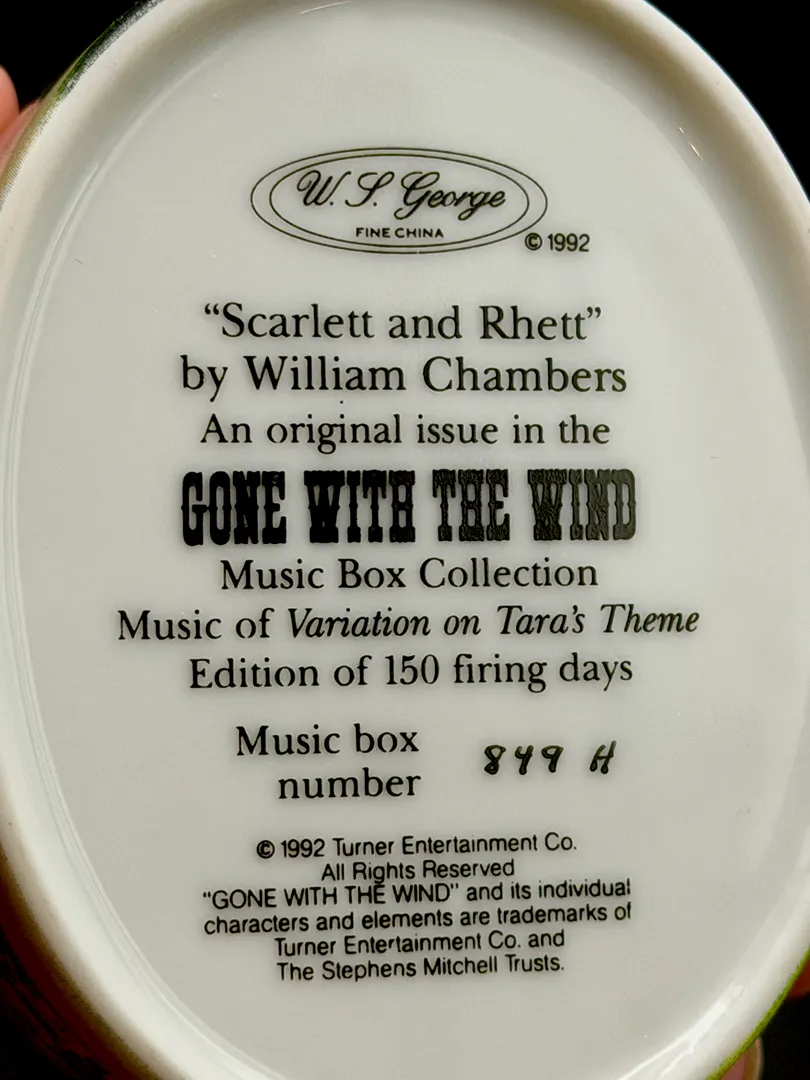 W. S. George
FINE CHINA
© 1992
“Scarlett and Rhett”
by William Chambers
An original issue in the
GONE WITH THE WIND
Music Box Collection
Music of Variation on Tara's Theme
Edition of 150 firing days
Music box
number
849 H
© 1992 Turner Entertainment Co.
All Rights Reserved
"GONE WITH THE WIND" and its individual
characters and elements are trademarks of
Turner Entertainment Co. and
The Stephens Mitchell Trusts.